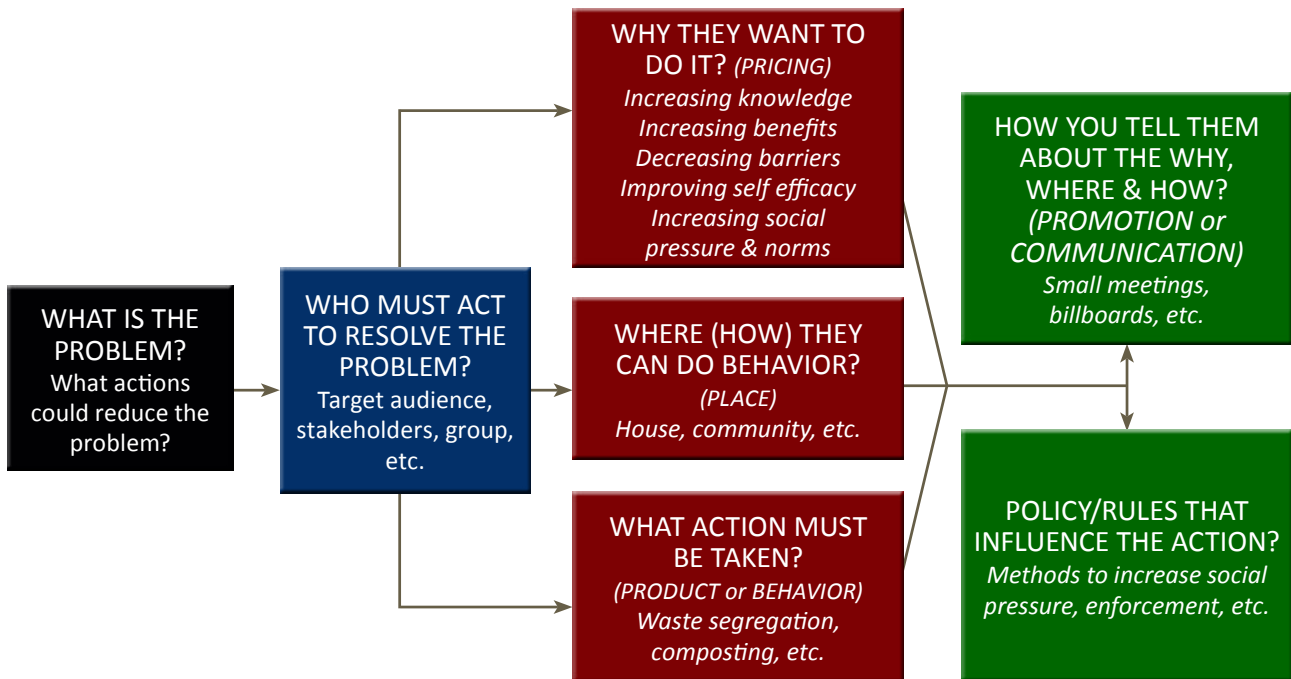 WHAT IS THE
PROBLEM?
What actions
could reduce the
problem?
WHO MUST ACT
TO RESOLVE THE
PROBLEM?
Target audience,
stakeholders, group,
etc.
WHY THEY WANT TO
DO IT? (PRICING)
Increasing knowledge
Increasing benefits
Decreasing barriers
Improving self efficacy
Increasing social
pressure & norms
WHERE (HOW) THEY
CAN DO BEHAVIOR?
(PLACE)
House, community, etc.
WHAT ACTION MUST
BE TAKEN?
(PRODUCT or BEHAVIOR)
Waste segregation,
composting, etc.
HOW YOU TELL THEM
ABOUT THE WHY,
WHERE & HOW?
(PROMOTION or
COMMUNICATION)
Small meetings,
billboards, etc.
POLICY/RULES THAT
INFLUENCE THE ACTION?
Methods to increase social
pressure, enforcement, etc.